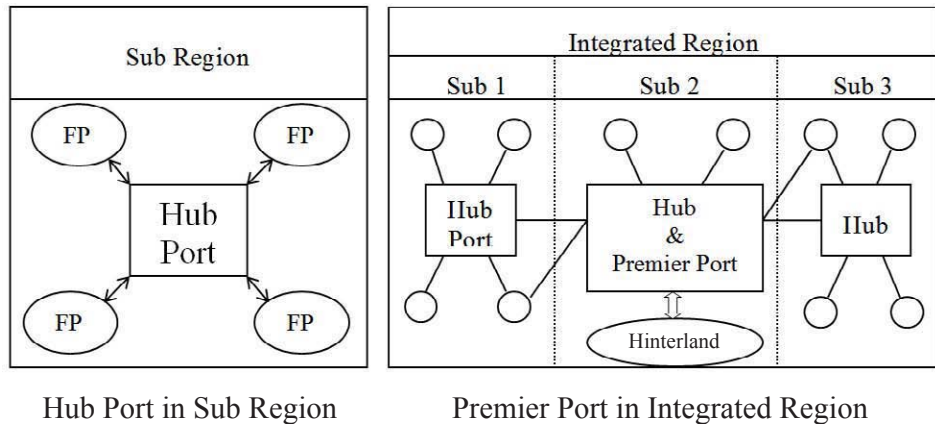 Sub Region
FP
FP
Hub
Port
FP
FP
Hub Port in Sub Region
Integrated Region
Sub 1
Sub 2
Sub 3
Hub
Port
Hub
&
Premier Port
Hub
Hinterland
Premier Port in Integrated Region